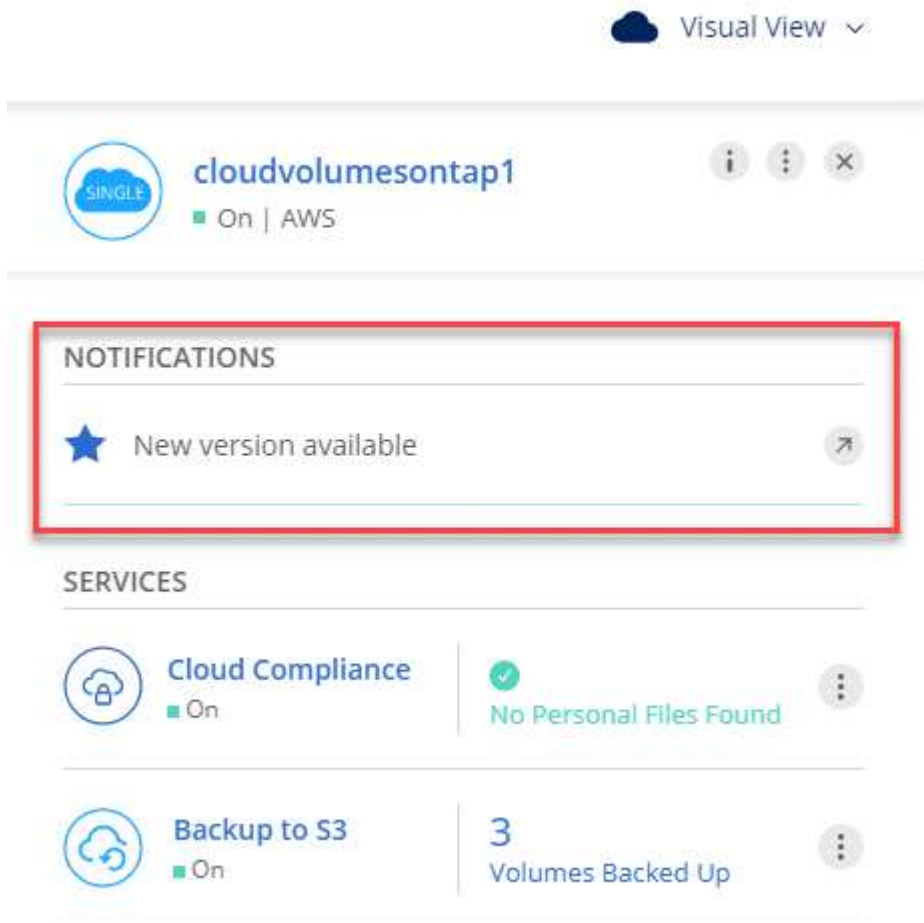 Visual View
SINGLE
cloudvolumesontap1
On | AWS
NOTIFICATIONS
New version available
SERVICES
Cloud Compliance
On
No Personal Files Found
Backup to S3
On
3
Volumes Backed Up